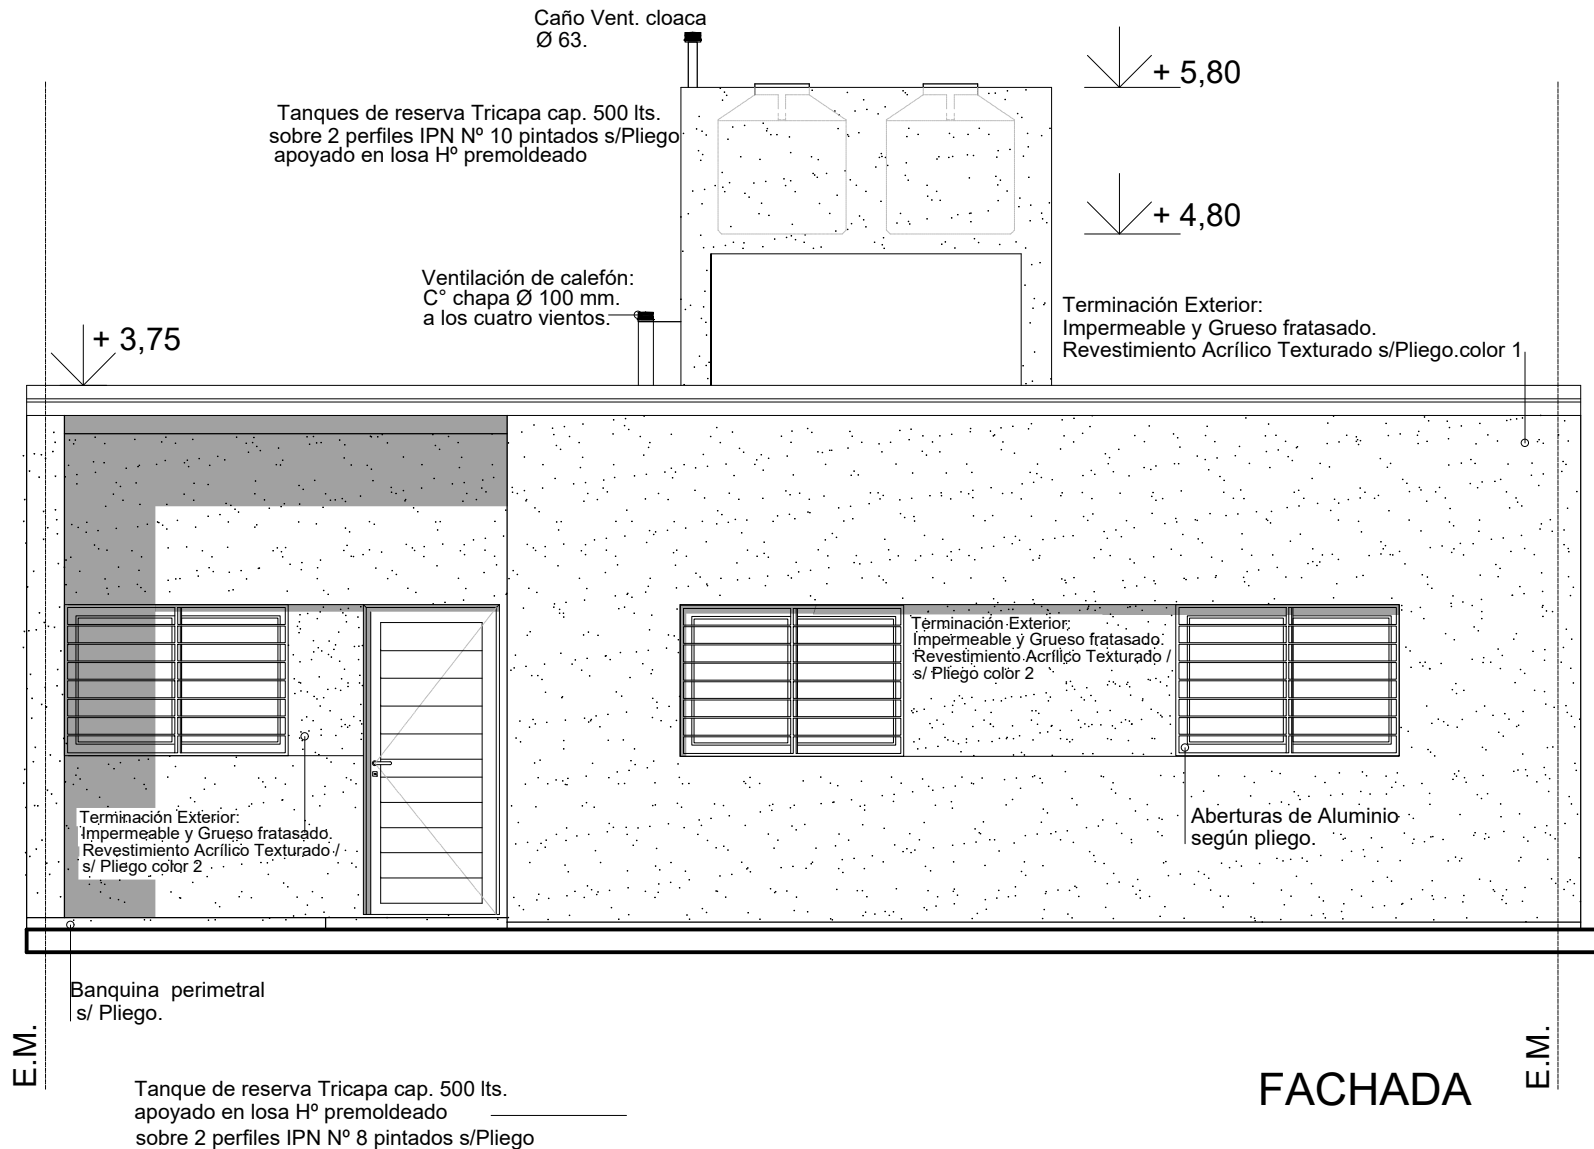 Caño Vent. cloaca
Ø 63.
+ 5,80
Tanques de reserva Tricapa cap. 500 lts.
sobre 2 perfiles IPN Nº 10 pintados s/Pliego
apoyado en losa Hº premoldeado
+ 4,80
Ventilación de calefón:
C° chapa Ø 100 mm.
a los cuatro vientos.
Terminación Exterior:
Impermeable y Grueso fratasado.
Revestimiento Acrílico Texturado s/Pliego.color 1
+ 3,75
Terminación Exterior:
Impermeable y Grueso fratasado.
Revestimiento Acrílico Texturado /
s/ Pliego color 2
Terminación Exterior:
Impermeable y Grueso fratasado.
Revestimiento Acrílico Texturado /
s/ Pliego color 2
Aberturas de Aluminio
según pliego.
Banquina perimetral
s/ Pliego.
E.M.
E.M.
FACHADA
Tanque de reserva Tricapa cap. 500 lts.
apoyado en losa Hº premoldeado
sobre 2 perfiles IPN Nº 8 pintados s/Pliego